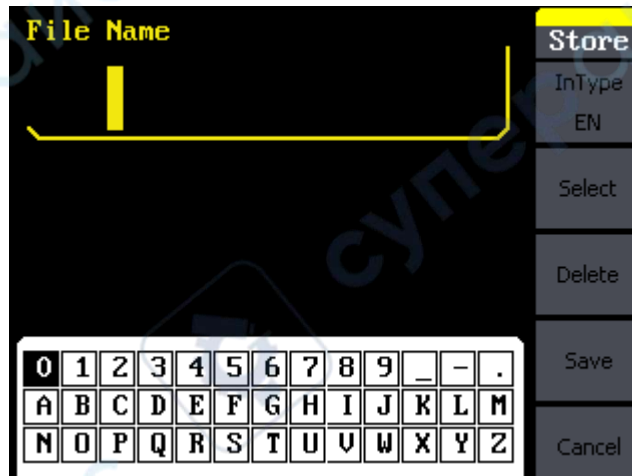 File Name
Store
InType
EN
Select
Delete
Save
Cancel
0 1 2 3 4 5 6 7 8 9 _ - .
A B C D E F G H I J K L M
N O P Q R S T U V W X Y Z
супер